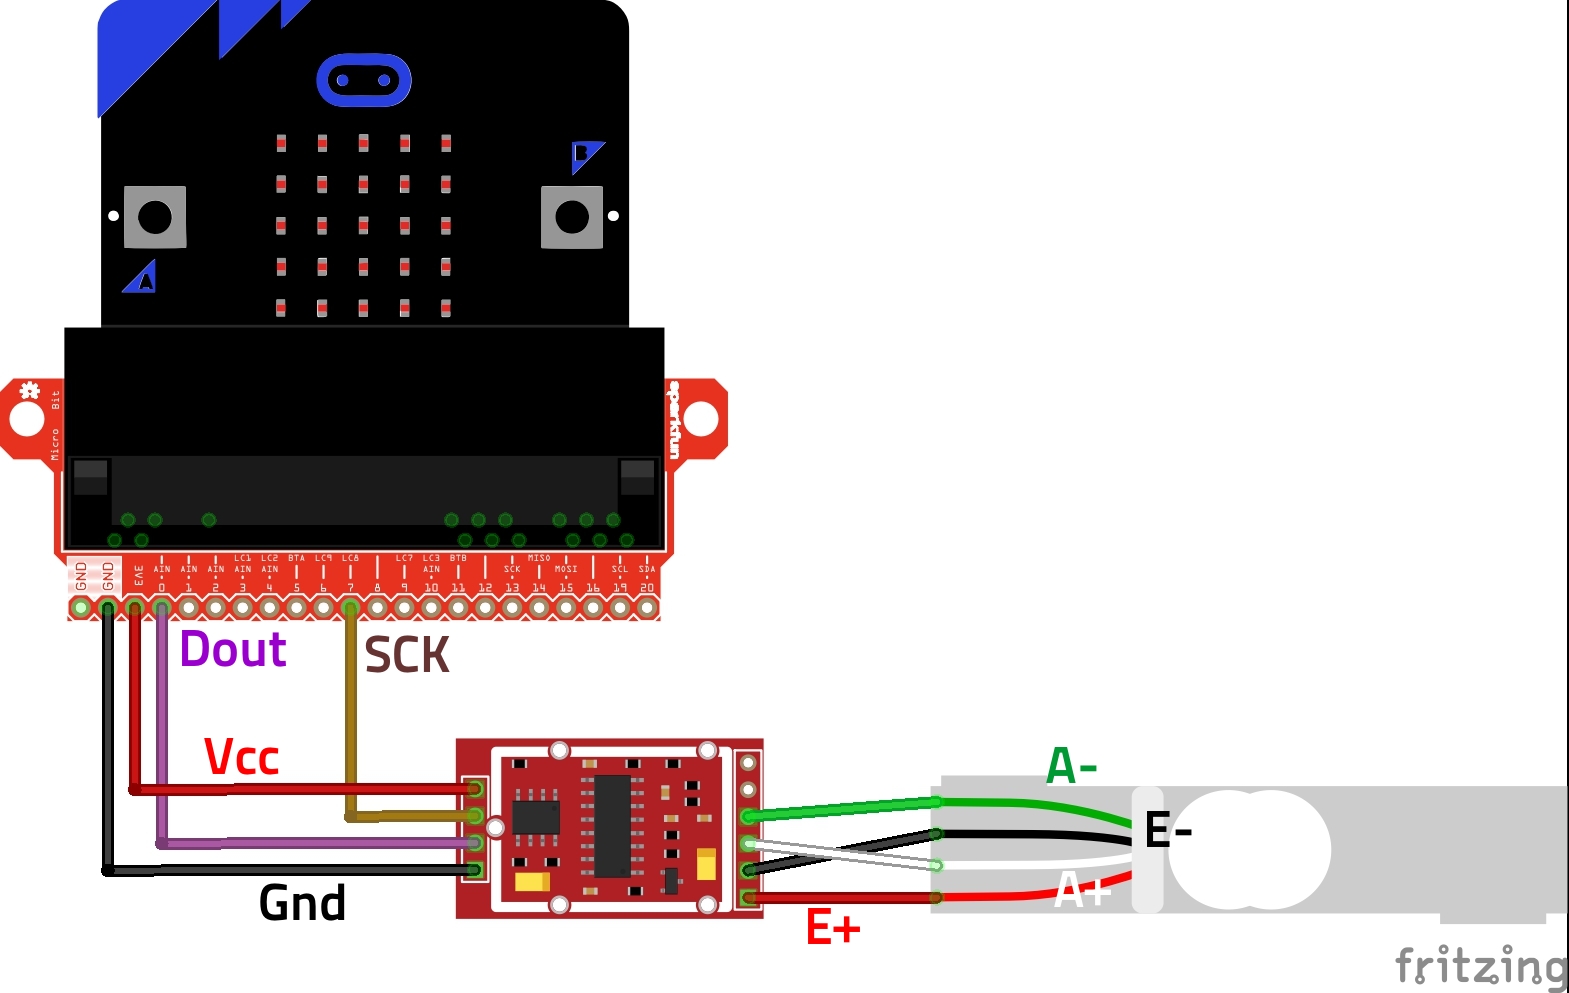 B
A
Micro Bit
sparkfun
GND
GND
3V3
LC1 LC2 BTA LC9 LC8 LC7 LC3 BTB MISO
AIN AIN AIN AIN AIN AIN SCK MOSI SCL SDA
0 1 2 3 4 5 6 7 8 9 10 11 12 13 14 15 16 19 20
Dout
SCK
Vcc
Gnd
A-
E-
A+
E+
fritzing